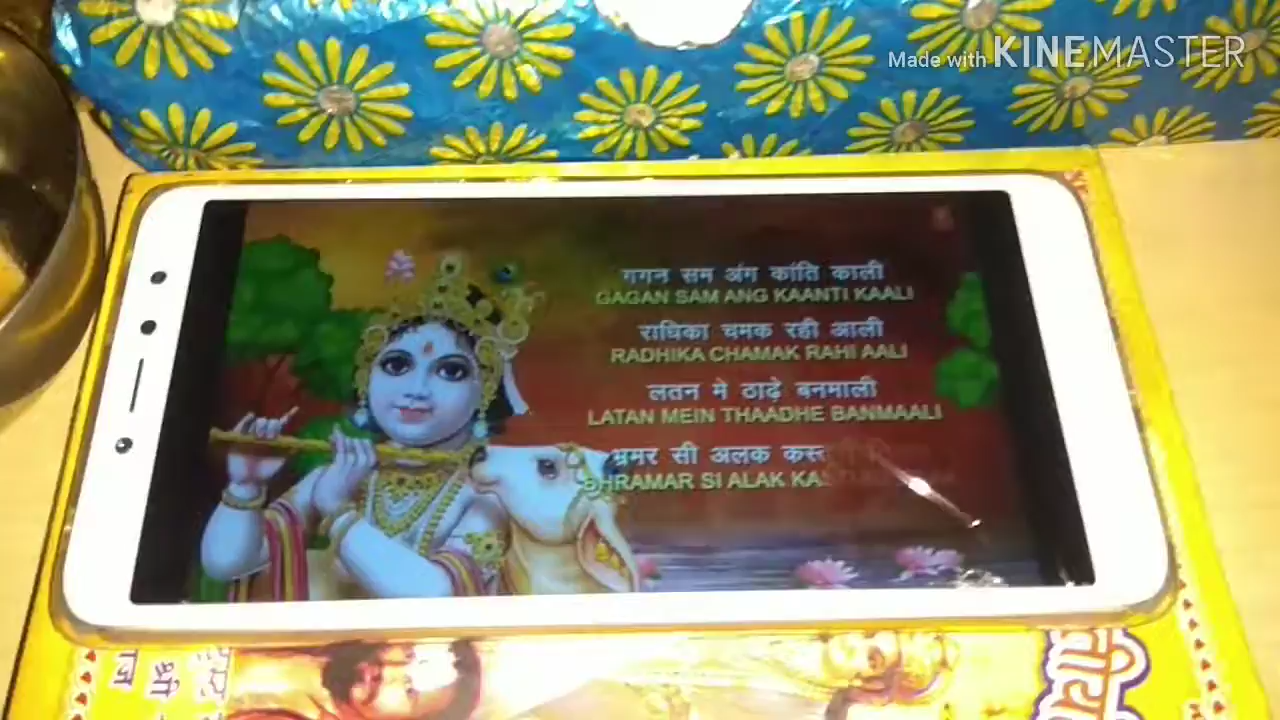 Made with KINEMASTER
गगन सम अंग कांति काली
GAGAN SAM ANG KAANTI KAALI
राधिका चमक रही आली
RADHIKA CHAMAK RAHI AALI
लतन मे ठाढ़े बनमाली
LATAN MEIN THAADHE BANMAALI
भ्रमर सी अलक
BHRAMAR SI ALAK
श्री